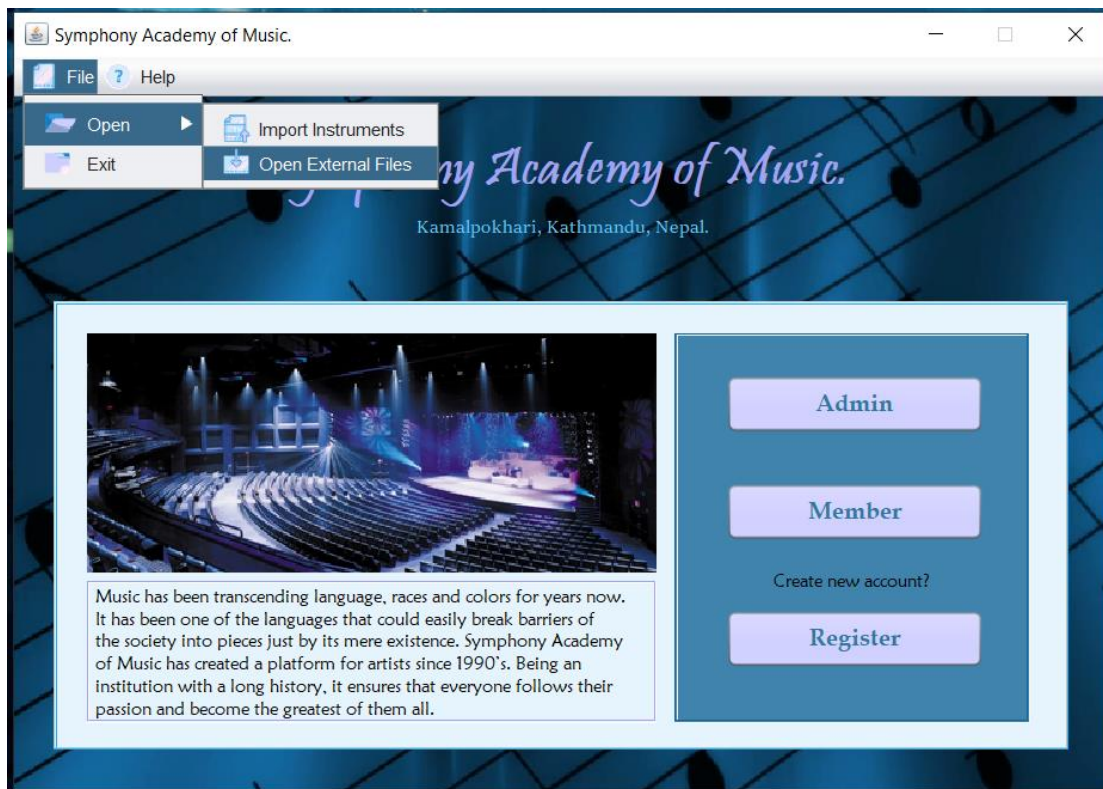 Symphony Academy of Music.
File
Help
Open
Import Instruments
Exit
Open External Files
Academy of Music.
Kamalpokhari, Kathmandu, Nepal.
Admin
Member
Create new account?
Register
Music has been transcending language, races and colors for years now.
It has been one of the languages that could easily break barriers of
the society into pieces just by its mere existence. Symphony Academy
of Music has created a platform for artists since 1990's. Being an
institution with a long history, it ensures that everyone follows their
passion and become the greatest of them all.